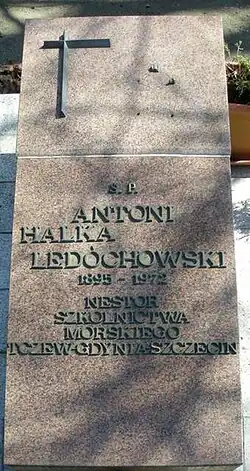 S. P.
ANTONI
HALKA
LEDÓCHOWSKI
1895 - 1972
NESTOR
SZKOLNICTWA
MORSKIEGO
-TCZEW-GDYNIA-SZCZECIN